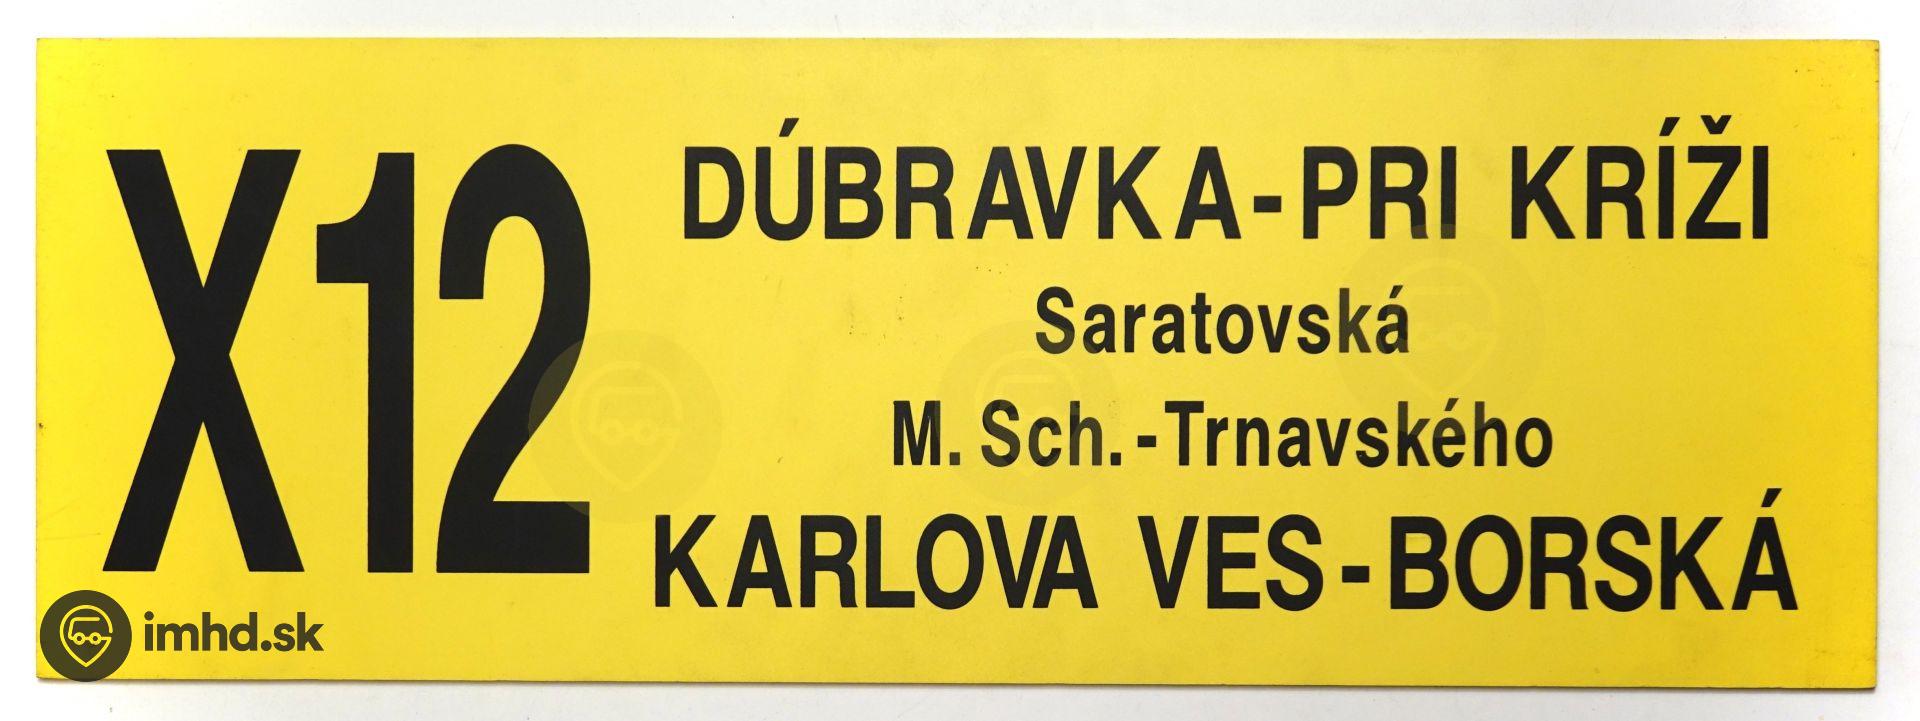 X12
DÚBRAVKA-PRI KRÍŽI
Saratovská
M. Sch.-Trnavského
KARLOVA VES-BORSKÁ
imhd.sk